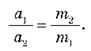 a₁/a₂ = m₂/m₁.